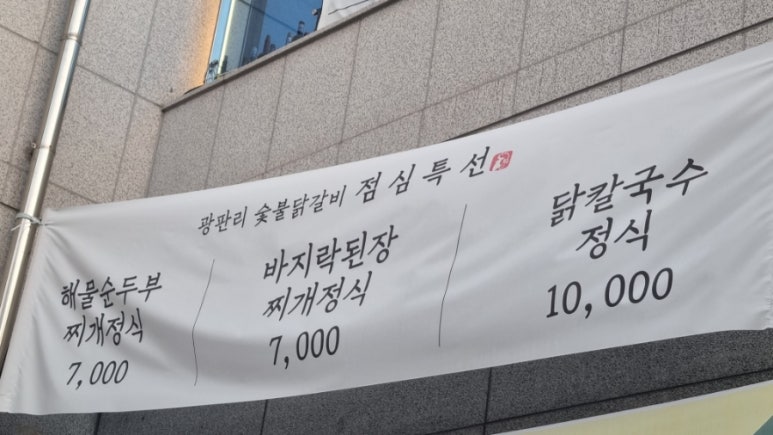 광판리 숯불닭갈비 점심특선
해물순두부
찌개정식
7,000
바지락된장
찌개정식
7,000
닭칼국수
정식
10,000